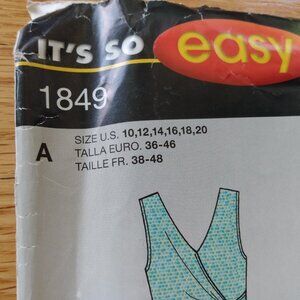 IT'S SO easy
1849
A
SIZE U.S. 10,12,14,16,18,20
TALLA EURO. 36-46
TAILLE FR. 38-48